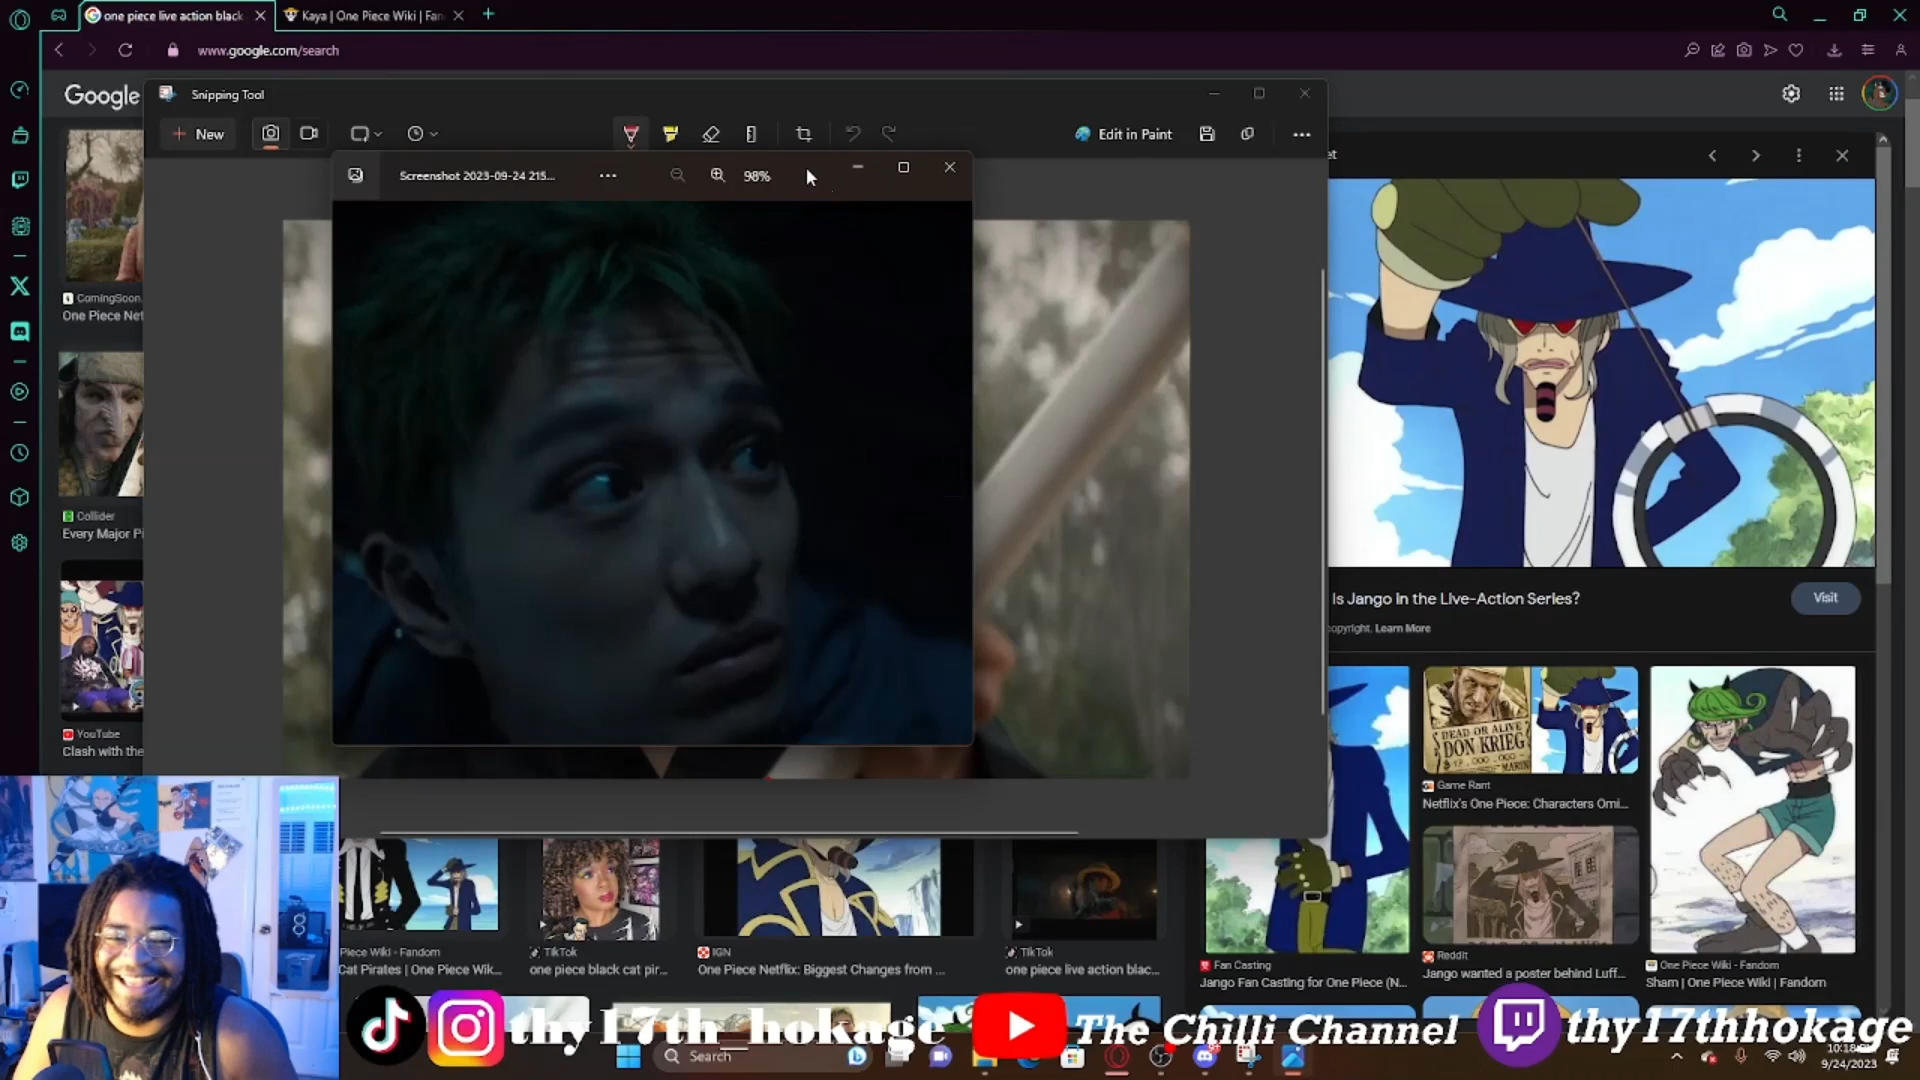 one piece live action black
Kaya | One Piece Wiki | Fan
www.google.com/search
Google
Snipping Tool
New
Edit in Paint
Screenshot 2023-09-24 215...
98%
et
ComingSoon.
One Piece Net
Collider
Every Major Pi
YouTube
Clash with the
Is Jango in the Live-Action Series?
Visit
opyright. Learn More
DEAD OR ALIVE
DON KRIEG
MARIN
Game Rant
Netflix's One Piece: Characters Omi...
Piece Wiki - Fandom
Cat Pirates | One Piece Wik...
TikTok
one piece black cat pir...
IGN
One Piece Netflix: Biggest Changes from ...
TikTok
one piece live action blac...
Fan Casting
Jango Fan Casting for One Piece (N...
Reddit
Jango wanted a poster behind Luff...
One Piece Wiki - Fandom
Sham | One Piece Wiki | Fandom
thy17th_hokage
The Chilli Channel
thy17thhokage
Search
9/24/2023